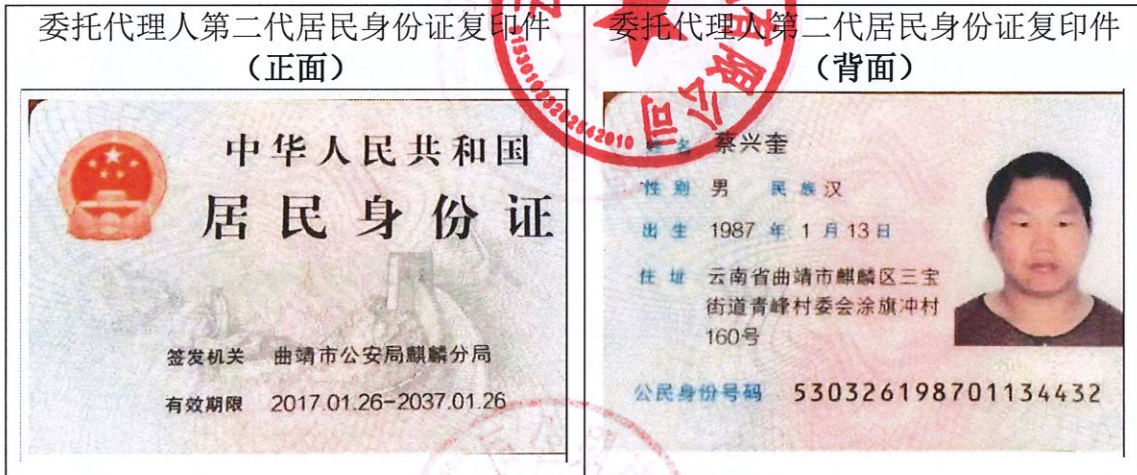 委托代理人第二代居民身份证复印件
（正面）
中华人民共和国
居民身份证
签发机关 曲靖市公安局麒麟分局
有效期限 2017.01.26-2037.01.26
委托代理人第二代居民身份证复印件
（背面）
姓名 蔡兴奎
性别 男 民族 汉
出生 1987 年 1 月 13 日
住址 云南省曲靖市麒麟区三宝
街道青峰村委会涂旗冲村
160号
公民身份号码 530326198701134432
有限公司